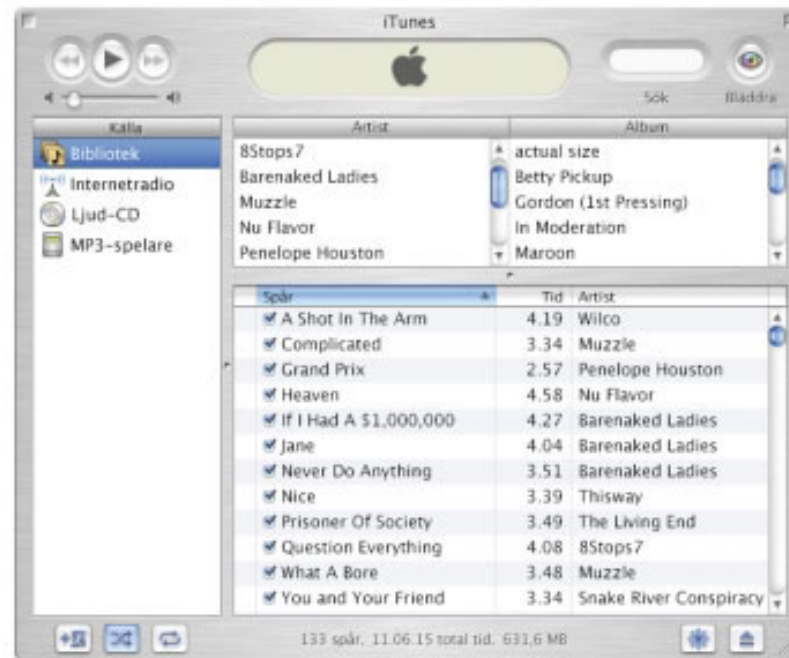 iTunes
Sök
Bläddra
Källa
Bibliotek
Internetradio
Ljud-CD
MP3-spelare
Artist
8Stops7
Barenaked Ladies
Muzzle
Nu Flavor
Penelope Houston
Album
actual size
Betty Pickup
Gordon (1st Pressing)
In Moderation
Maroon
Spår Tid Artist
A Shot In The Arm 4.19 Wilco
Complicated 3.34 Muzzle
Grand Prix 2.57 Penelope Houston
Heaven 4.58 Nu Flavor
If I Had A $1,000,000 4.27 Barenaked Ladies
Jane 4.04 Barenaked Ladies
Never Do Anything 3.51 Barenaked Ladies
Nice 3.39 Thisway
Prisoner Of Society 3.49 The Living End
Question Everything 4.08 8Stops7
What A Bore 3.48 Muzzle
You and Your Friend 3.34 Snake River Conspiracy
133 spår, 11.06.15 total tid, 631,6 MB